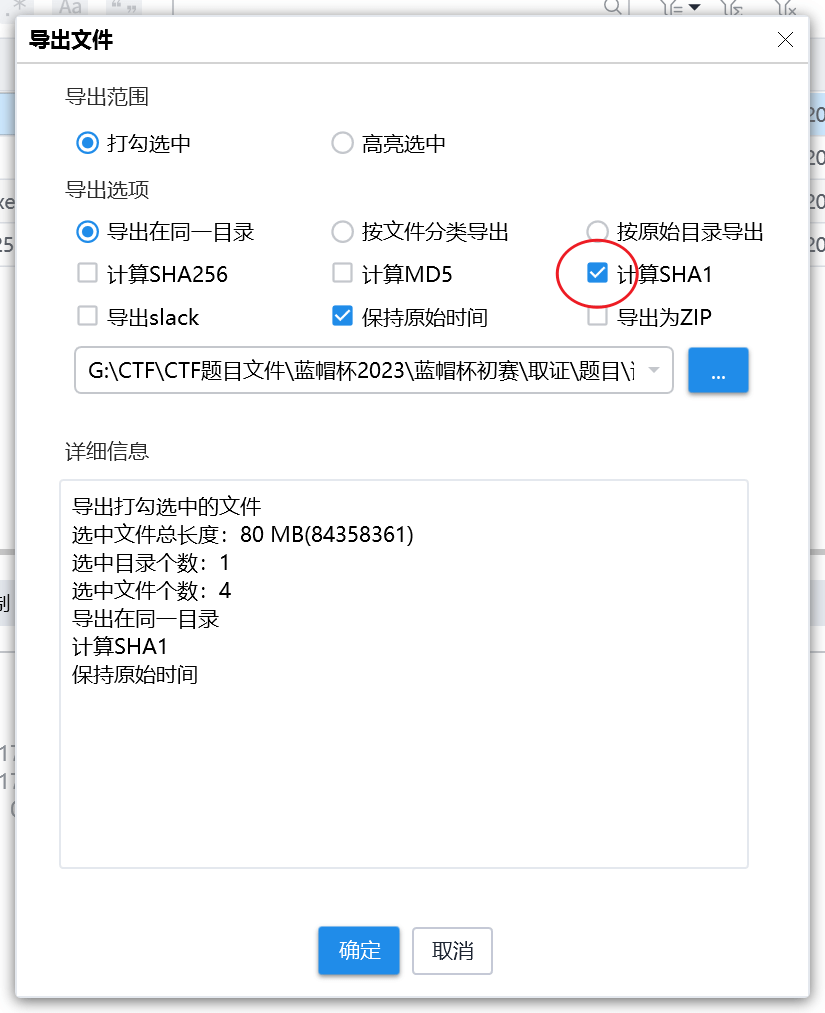 Aa
导出文件
导出范围
打勾选中
高亮选中
导出选项
导出在同一目录
按文件分类导出
按原始目录导出
计算SHA256
计算MD5
计算SHA1
导出slack
保持原始时间
导出为ZIP
G:\CTF\CTF题目文件\蓝帽杯2023\蓝帽杯初赛\取证\题目\
...
详细信息
导出打勾选中的文件
选中文件总长度：80 MB(84358361)
选中目录个数：1
选中文件个数：4
导出在同一目录
计算SHA1
保持原始时间
确定
取消